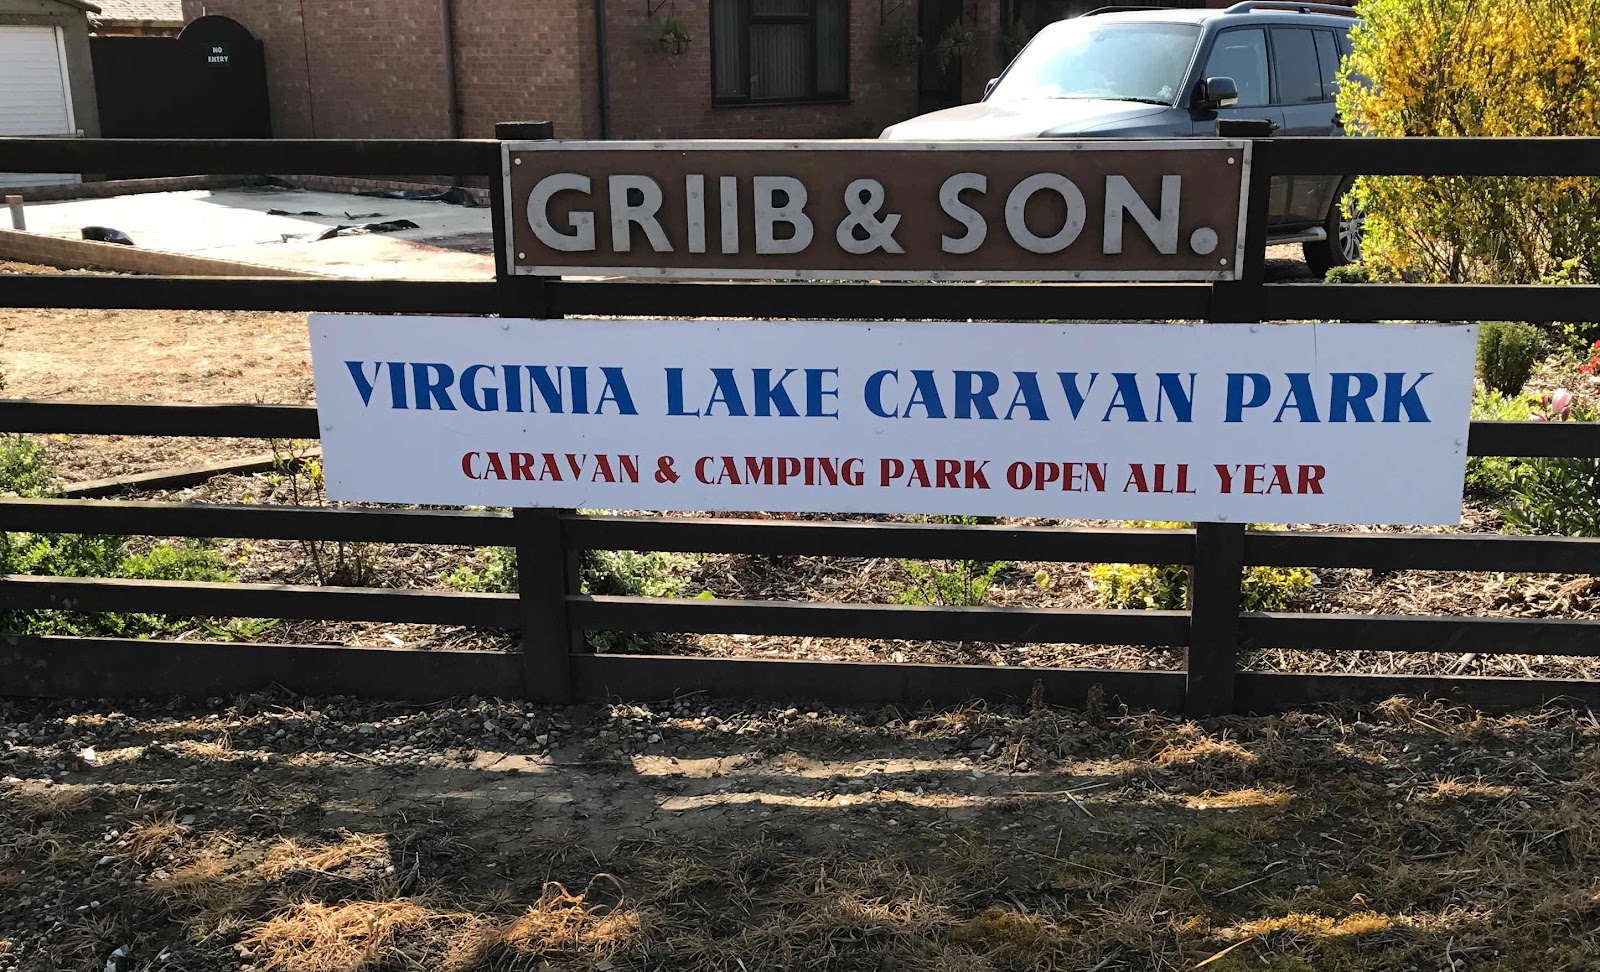 NO
ENTRY
GRIIB & SON.
VIRGINIA LAKE CARAVAN PARK
CARAVAN & CAMPING PARK OPEN ALL YEAR